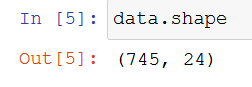 In [5]: data.shape
Out[5]: (745, 24)